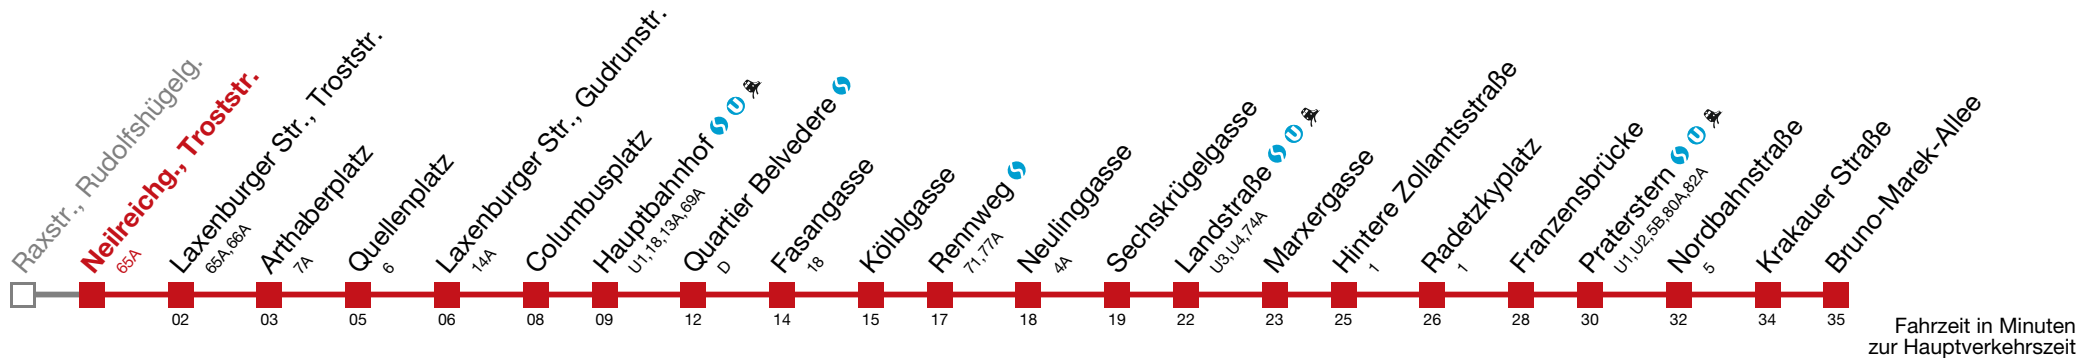 Raxstr., Rudolfshügelg.
Neilreichg., Troststr.
65A
Laxenburger Str., Troststr.
65A,66A
02
Arthaberplatz
7A
03
Quellenplatz
6
05
Laxenburger Str., Gudrunstr.
14A
06
Columbusplatz
08
Hauptbahnhof
U1,18,13A,69A
09
Quartier Belvedere
D
12
Fasangasse
18
14
Kölblgasse
15
Rennweg
71,77A
17
Neulinggasse
4A
18
Sechskrügelgasse
19
Landstraße
U3,U4,74A
22
Marxergasse
23
Hintere Zollamtsstraße
1
25
Radetzkyplatz
1
26
Franzensbrücke
28
Praterstern
U1,U2,5B,80A,82A
30
Nordbahnstraße
5
32
Krakauer Straße
34
Bruno-Marek-Allee
35
Fahrzeit in Minuten
zur Hauptverkehrszeit